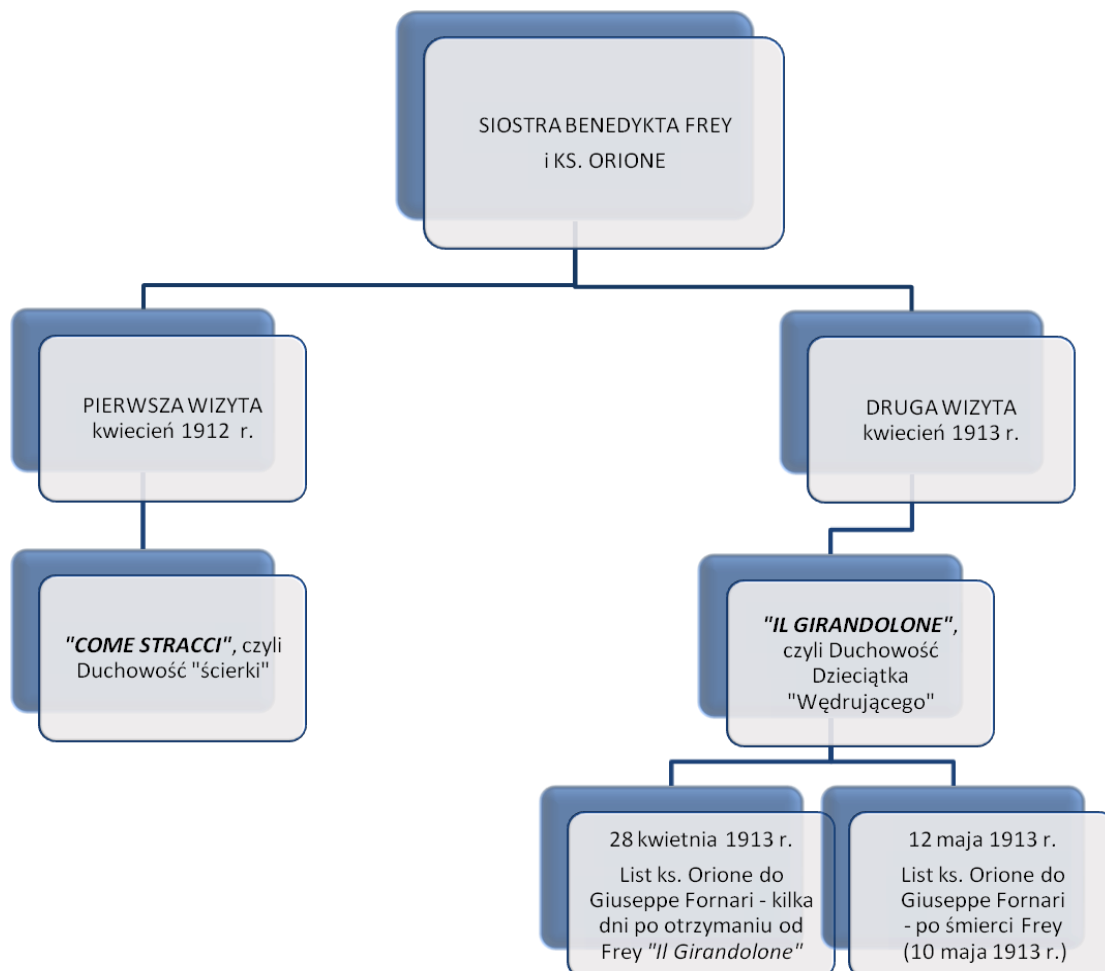 SIOSTRA BENEDYKTA FREY
i KS. ORIONE
PIERWSZA WIZYTA
kwiecień 1912 r.
DRUGA WIZYTA
kwiecień 1913 r.
"COME STRACCI", czyli
Duchowość "ścierki"
"IL GIRANDOLONE",
czyli Duchowość
Dzieciątka
"Wędrującego"
28 kwietnia 1913 r.
List ks. Orione do
Giuseppe Fornari - kilka
dni po otrzymaniu od
Frey "Il Girandolone"
12 maja 1913 r.
List ks. Orione do
Giuseppe Fornari
- po śmierci Frey
(10 maja 1913 r.)